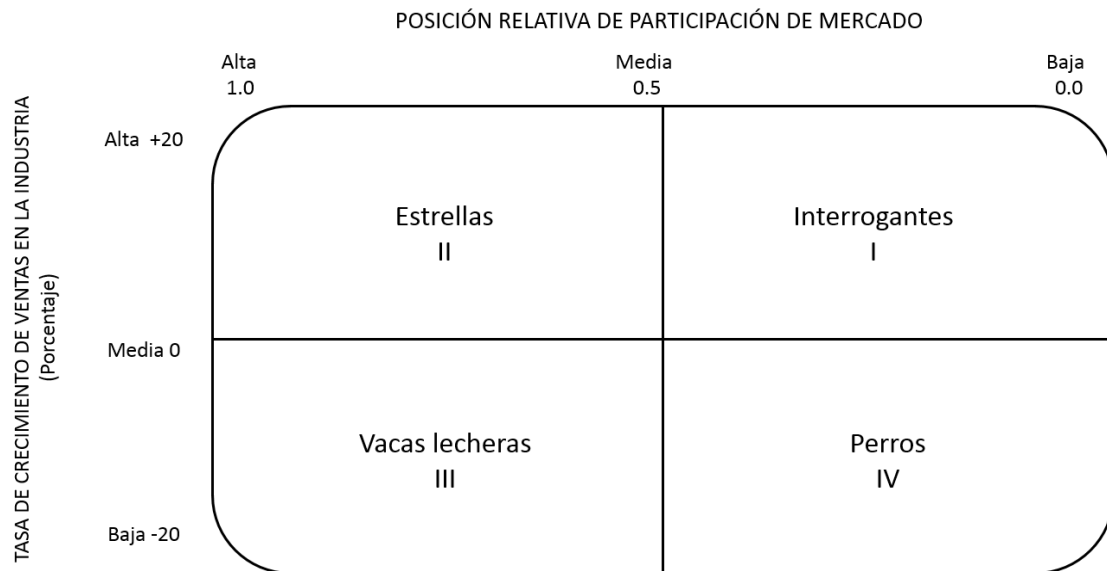 POSICIÓN RELATIVA DE PARTICIPACIÓN DE MERCADO
Alta
1.0
Media
0.5
Baja
0.0
TASA DE CRECIMIENTO DE VENTAS EN LA INDUSTRIA
(Porcentaje)
Alta +20
Media 0
Baja -20
Estrellas
II
Interrogantes
I
Vacas lecheras
III
Perros
IV